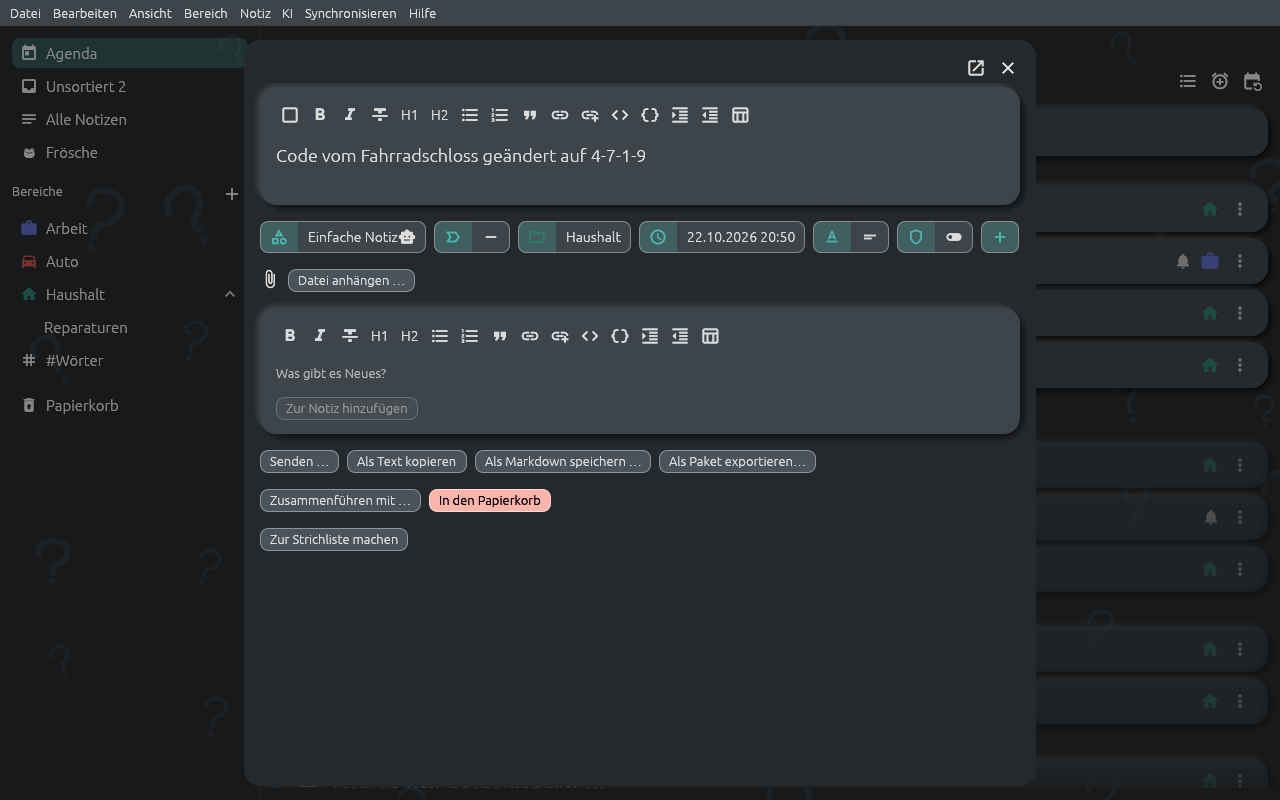 Datei Bearbeiten Ansicht Bereich Notiz KI Synchronisieren Hilfe
Agenda
Unsortiert 2
Alle Notizen
Frösche
Bereiche
Arbeit
Auto
Haushalt
Reparaturen
#Wörter
Papierkorb
H1 H2
Code vom Fahrradschloss geändert auf 4-7-1-9
Einfache Notiz Haushalt 22.10.2026 20:50
Datei anhängen ...
H1 H2
Was gibt es Neues?
Zur Notiz hinzufügen
Senden ... Als Text kopieren Als Markdown speichern ... Als Paket exportieren...
Zusammenführen mit ... In den Papierkorb
Zur Strichliste machen